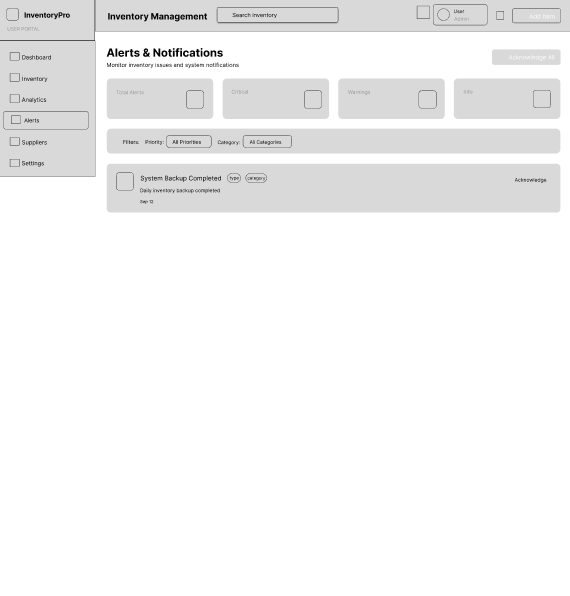 InventoryPro
USER PORTAL
Dashboard
Inventory
Analytics
Alerts
Suppliers
Settings
Inventory Management
Search inventory
User
Admin
Add Item
Alerts & Notifications
Monitor inventory issues and system notifications
Acknowledge All
Total Alerts
Critical
Warnings
Info
Filters:
Priority:
All Priorities
Category:
All Categories
System Backup Completed
type
category
Daily inventory backup completed
Sep 12
Acknowledge